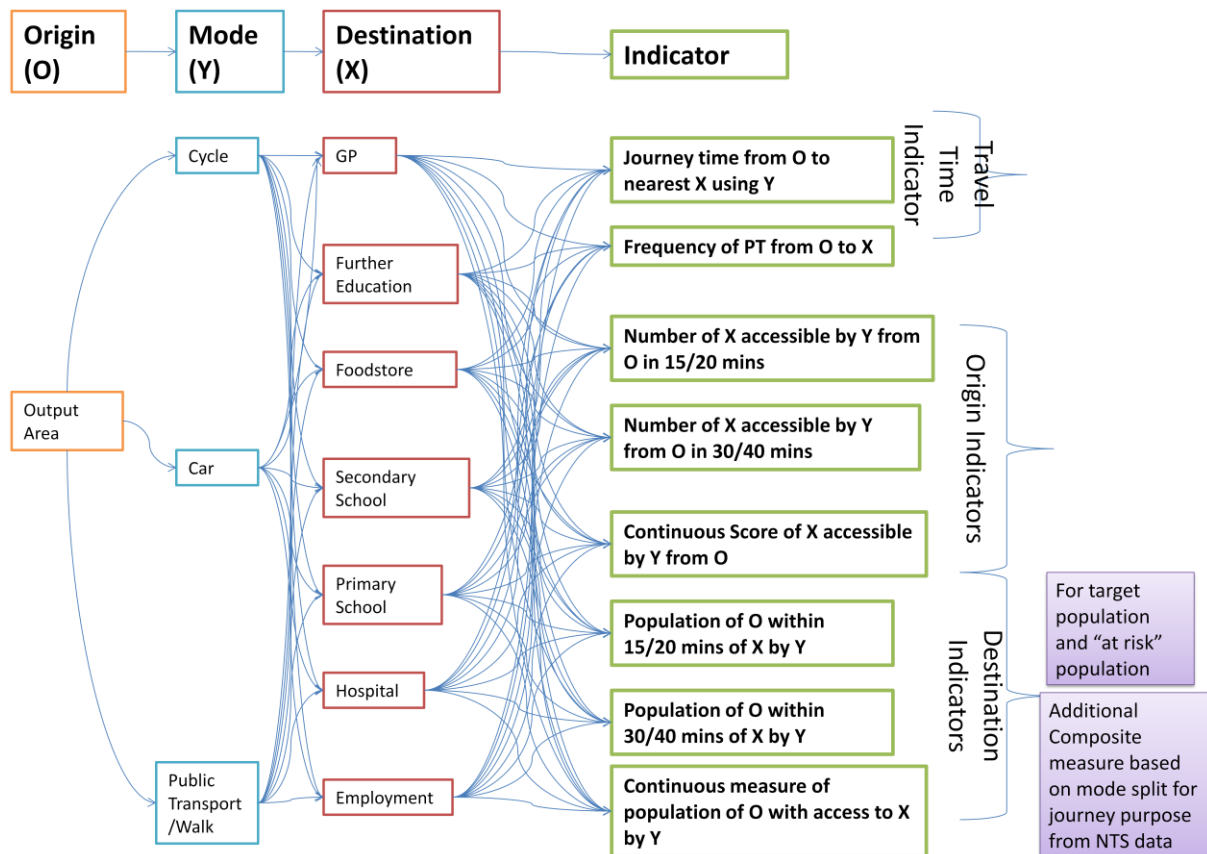 Origin
(O)
Mode
(Y)
Destination
(X)
Indicator
Cycle
Car
Public
Transport
/Walk
Output
Area
GP
Further
Education
Foodstore
Secondary
School
Primary
School
Hospital
Employment
Journey time from O to
nearest X using Y
Frequency of PT from O to X
Number of X accessible by Y from
O in 15/20 mins
Number of X accessible by Y
from O in 30/40 mins
Continuous Score of X accessible
by Y from O
Population of O within
15/20 mins of X by Y
Population of O within
30/40 mins of X by Y
Continuous measure of
population of O with access to X
by Y
Travel
Time
Indicator
Origin Indicators
Destination
Indicators
For target
population
and “at risk”
population
Additional
Composite
measure based
on mode split for
journey purpose
from NTS data